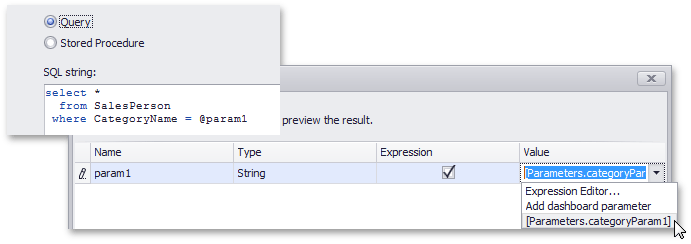 Query
Stored Procedure
SQL string:
select *
from SalesPerson
where CategoryName = @param1
preview the result.
Name Type Expression Value
param1 String [Parameters.categoryPar
Expression Editor...
Add dashboard parameter
[Parameters.categoryParam1]